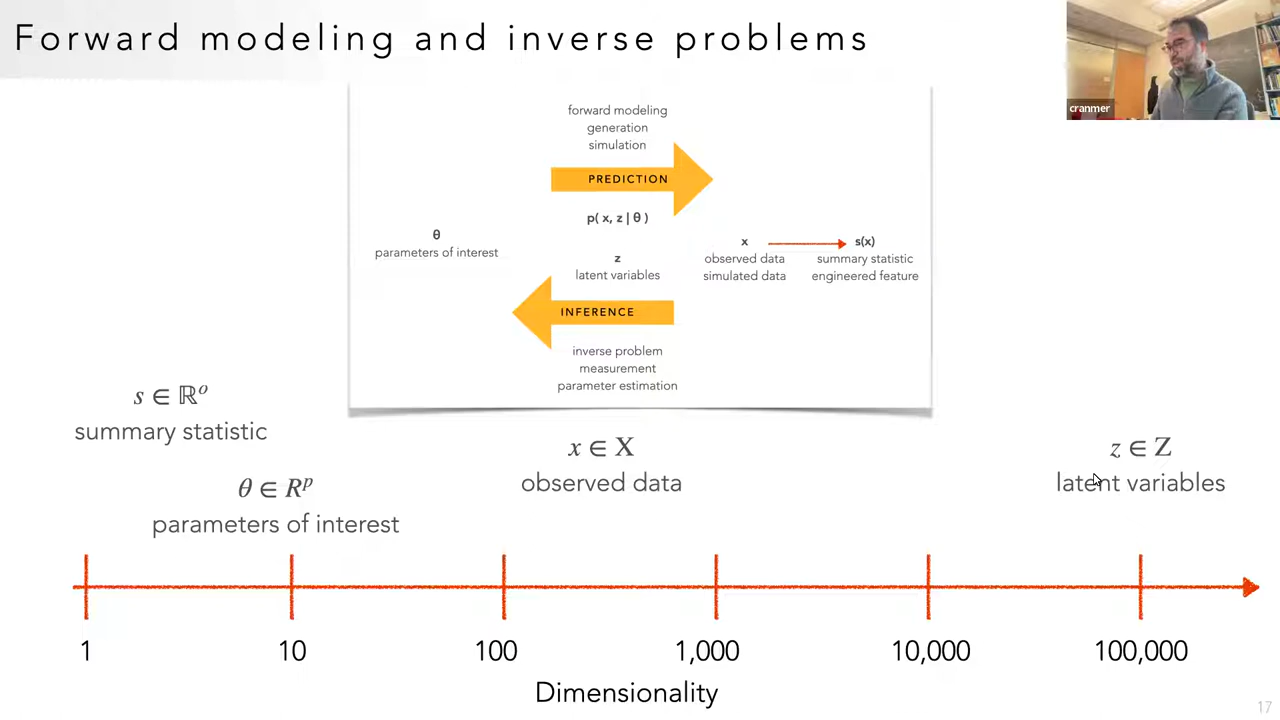 Forward modeling and inverse problems
cranmer
forward modeling
generation
simulation
PREDICTION
p( x, z | θ )
θ
parameters of interest
z
latent variables
x
observed data
simulated data
s(x)
summary statistic
engineered feature
INFERENCE
inverse problem
measurement
parameter estimation
s ∈ ℝᵒ
summary statistic
θ ∈ Rᵖ
parameters of interest
x ∈ X
observed data
z ∈ Z
latent variables
1 10 100 1,000 10,000 100,000
Dimensionality
17